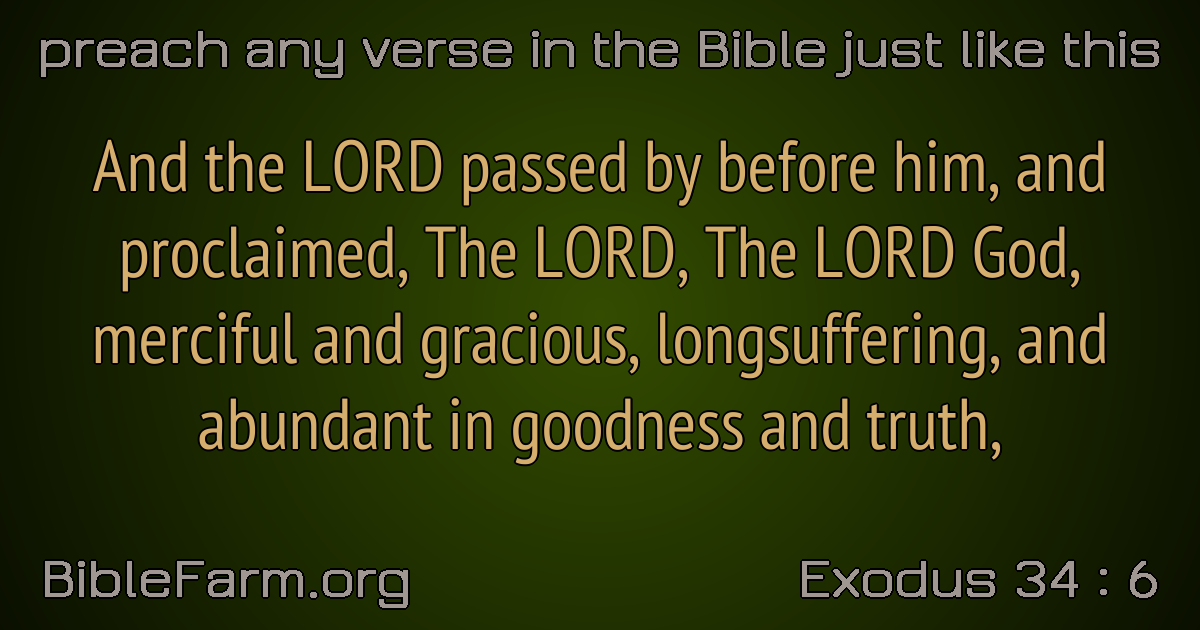 preach any verse in the Bible just like this
And the LORD passed by before him, and
proclaimed, The LORD, The LORD God,
merciful and gracious, longsuffering, and
abundant in goodness and truth,
BibleFarm.org
Exodus 34 : 6